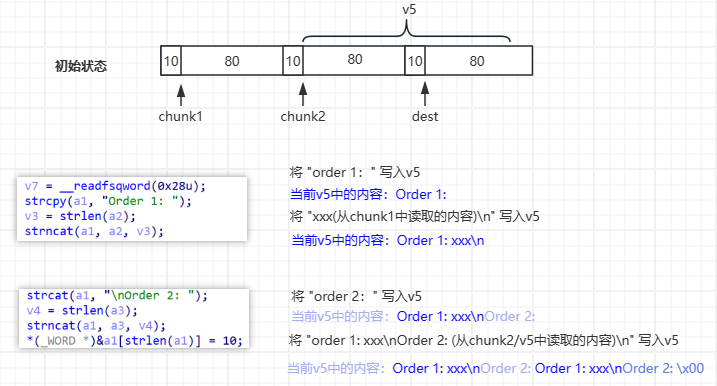 v5
初始状态
10 80 10 80 10 80
chunk1 chunk2 dest
v7 = __readfsqword(0x28u);
strcpy(a1, "Order 1: ");
v3 = strlen(a2);
strncat(a1, a2, v3);
将 "order 1：" 写入v5
当前v5中的内容：Order 1:
将 "xxx(从chunk1中读取的内容)\n" 写入v5
当前v5中的内容：Order 1: xxx\n
strcat(a1, "\nOrder 2: ");
v4 = strlen(a3);
strncat(a1, a3, v4);
*(_WORD *)&a1[strlen(a1)] = 10;
将 "order 2：" 写入v5
当前v5中的内容：Order 1: xxx\nOrder 2:
将 "order 1: xxx\nOrder 2: (从chunk2/v5中读取的内容)\n" 写入v5
当前v5中的内容：Order 1: xxx\nOrder 2: Order 1: xxx\nOrder 2: \x00